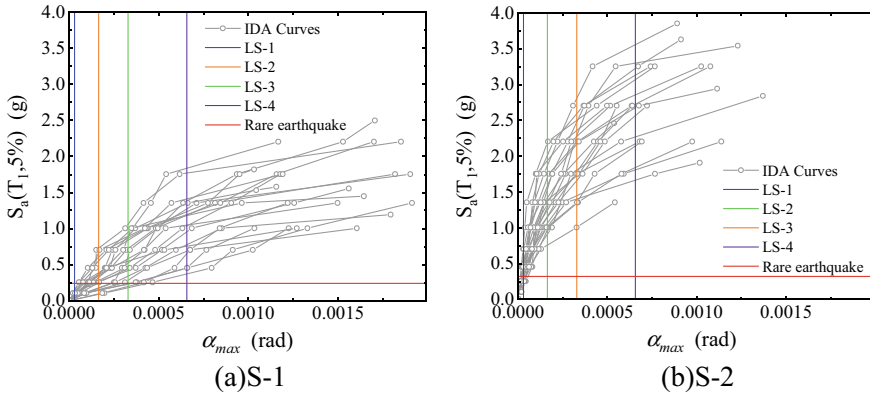 4.0
3.5
3.0
2.5
2.0
1.5
1.0
0.5
0.0
Sₐ(T₁,5%) (g)
IDA Curves
LS-1
LS-2
LS-3
LS-4
Rare earthquake
0.0000 0.0005 0.0010 0.0015
αₘₐₓ (rad)
(a)S-1
4.0
3.5
3.0
2.5
2.0
1.5
1.0
0.5
0.0
Sₐ(T₁,5%) (g)
IDA Curves
LS-1
LS-2
LS-3
LS-4
Rare earthquake
0.0000 0.0005 0.0010 0.0015
αₘₐₓ (rad)
(b)S-2